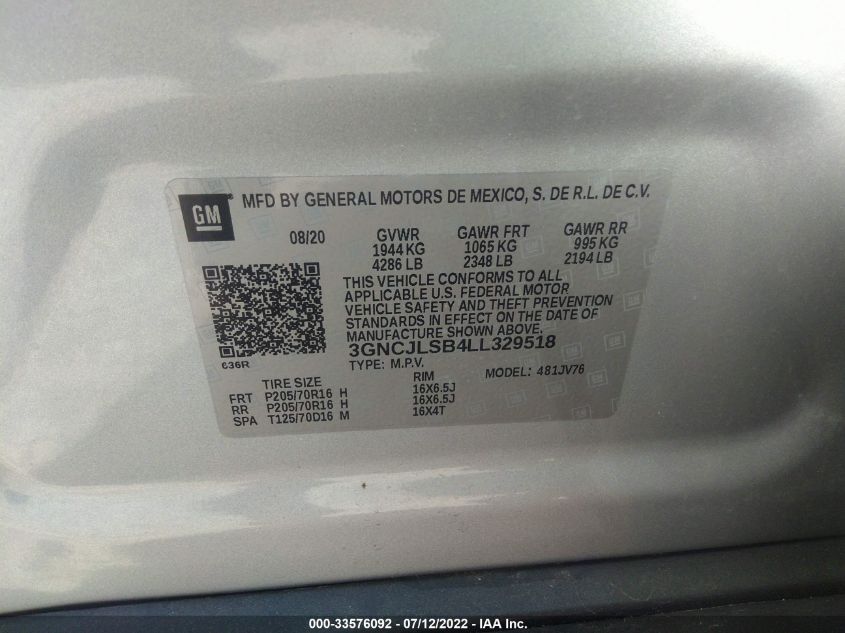 GM
MFD BY GENERAL MOTORS DE MEXICO, S. DE R.L. DE C.V.
08/20 GVWR GAWR FRT GAWR RR
1944 KG 1065 KG 995 KG
4286 LB 2348 LB 2194 LB
THIS VEHICLE CONFORMS TO ALL
APPLICABLE U.S. FEDERAL MOTOR
VEHICLE SAFETY AND THEFT PREVENTION
STANDARDS IN EFFECT ON THE DATE OF
MANUFACTURE SHOWN ABOVE.
3GNCJLSB4LL329518
636R
TYPE: M.P.V. MODEL: 481JV76
TIRE SIZE RIM
FRT P205/70R16 H 16X6.5J
RR P205/70R16 H 16X6.5J
SPA T125/70D16 M 16X4T
000-33576092 - 07/12/2022 - IAA Inc.